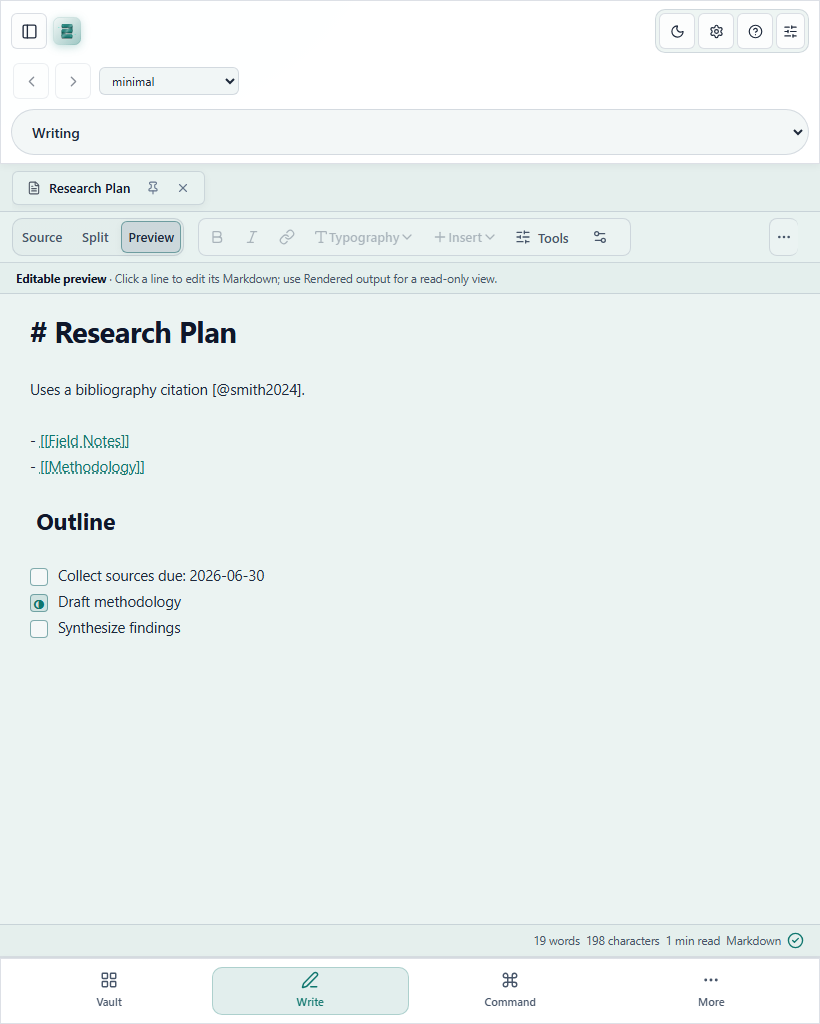 minimal
Writing
Research Plan
Source Split Preview B I Typography Insert Tools
Editable preview · Click a line to edit its Markdown; use Rendered output for a read-only view.
# Research Plan
Uses a bibliography citation [@smith2024].
- [[Field Notes]]
- [[Methodology]]
Outline
Collect sources due: 2026-06-30
Draft methodology
Synthesize findings
19 words 198 characters 1 min read Markdown
Vault Write Command More